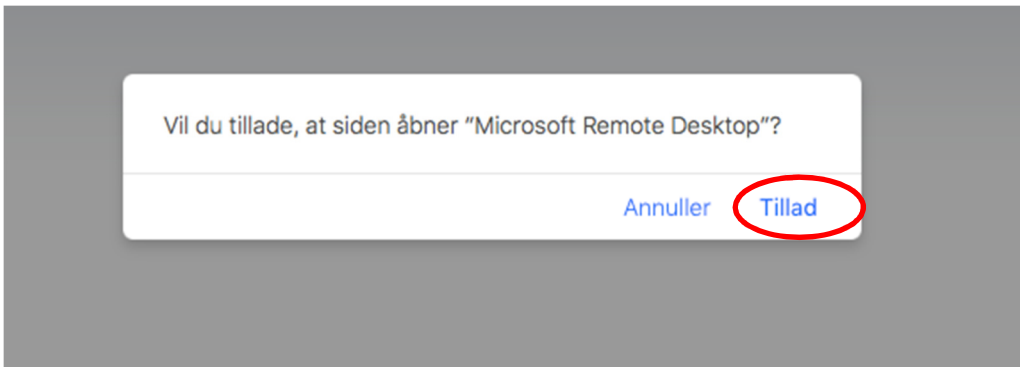 Vil du tillade, at siden åbner “Microsoft Remote Desktop”?
Annuller Tillad